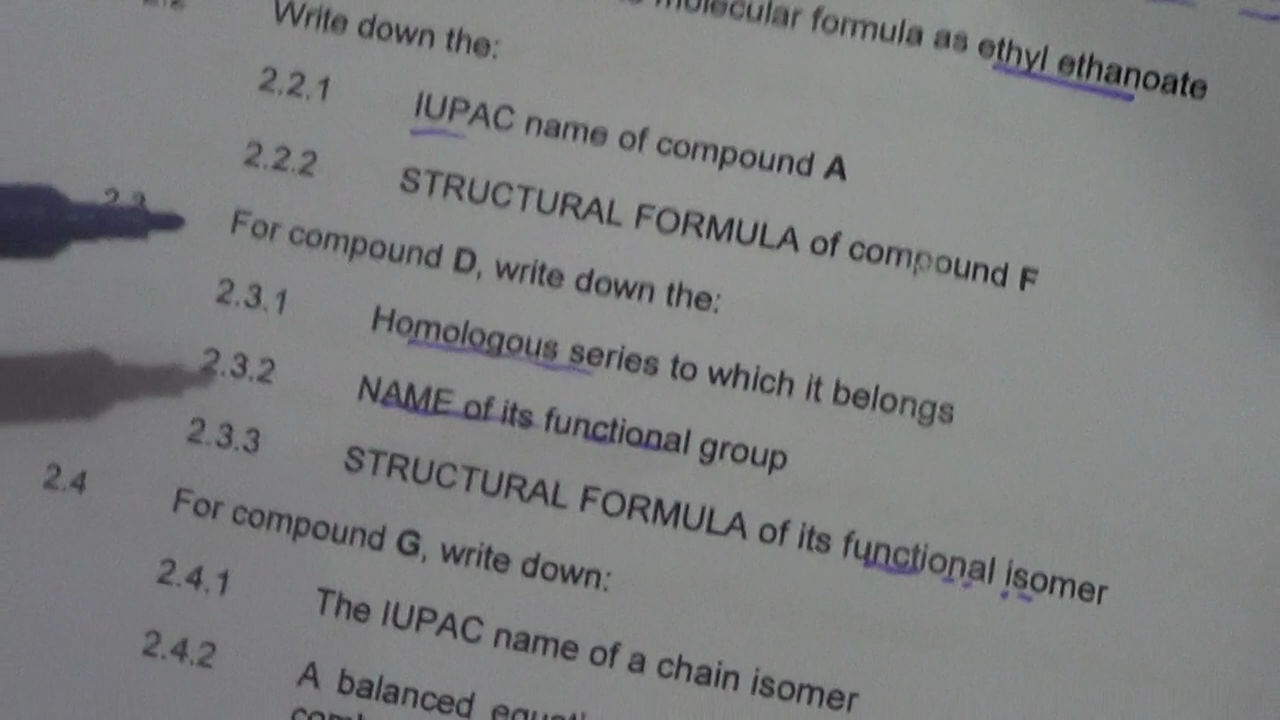 molecular formula as ethyl ethanoate
Write down the:
2.2.1 IUPAC name of compound A
2.2.2 STRUCTURAL FORMULA of compound F
For compound D, write down the:
2.3.1 Homologous series to which it belongs
2.3.2 NAME of its functional group
2.3.3 STRUCTURAL FORMULA of its functional isomer
2.4 For compound G, write down:
2.4.1 The IUPAC name of a chain isomer
2.4.2 A balanced